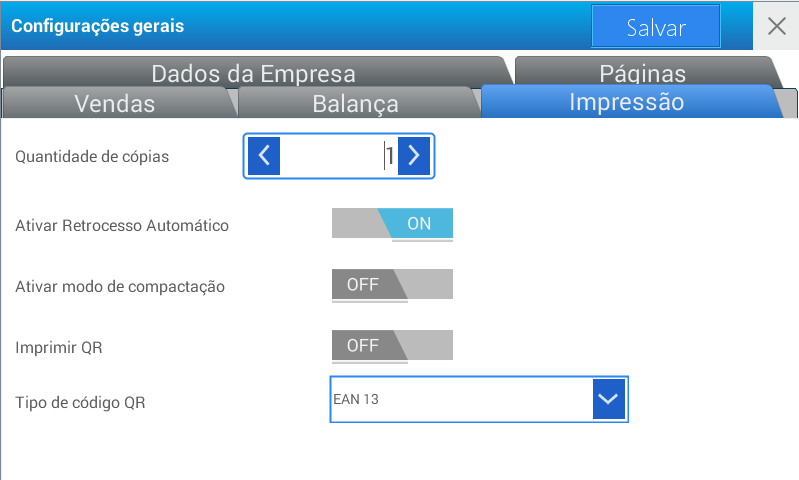 Configurações gerais
Salvar
Dados da Empresa
Páginas
Vendas
Balança
Impressão
Quantidade de cópias
1
Ativar Retrocesso Automático
ON
Ativar modo de compactação
OFF
Imprimir QR
OFF
Tipo de código QR
EAN 13